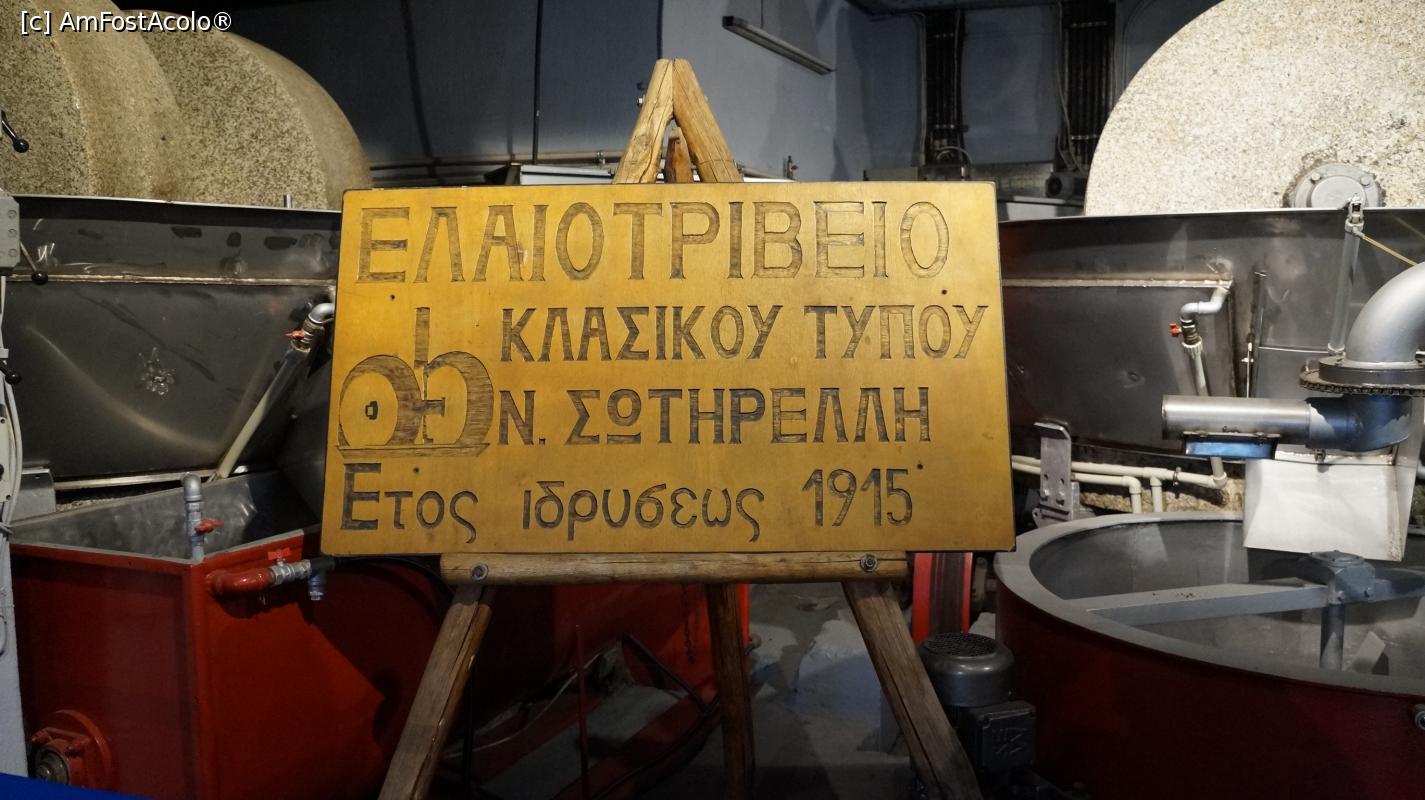 [c] AmFostAcolo®
ΕΛΑΙΟΤΡΙΒΕΙΟ
ΚΛΑΣΙΚΟΥ ΤΥΠΟΥ
Ν. ΣΩΤΗΡΕΛΛΗ
Ετος ιδρυσεως 1915